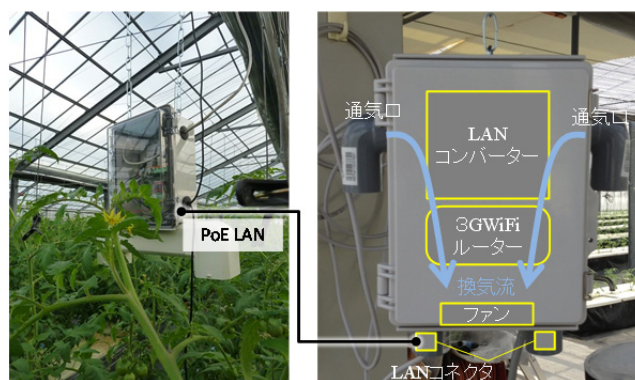 PoE LAN
通気口
通気口
LAN
コンバーター
3GWiFi
ルーター
換気流
ファン
LANコネクタ